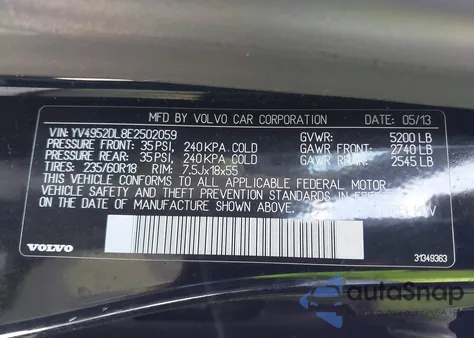 MFD BY VOLVO CAR CORPORATION DATE: 05/13
VIN: YV4952DL8E2502059 GVWR: 5200 LB
PRESSURE FRONT: 35 PSI, 240 KPA. COLD GAWR FRONT: 2740 LB
PRESSURE REAR: 35 PSI, 240 KPA. COLD GAWR REAR: 2545 LB
TIRES: 235/60R18 RIM: 7.5Jx18x55
THIS VEHICLE CONFORMS TO ALL APPLICABLE FEDERAL MOTOR
VEHICLE SAFETY AND THEFT PREVENTION STANDARDS IN EFFECT
ON THE DATE OF MANUFACTURE SHOWN ABOVE.
VOLVO 31349363
autoSnap